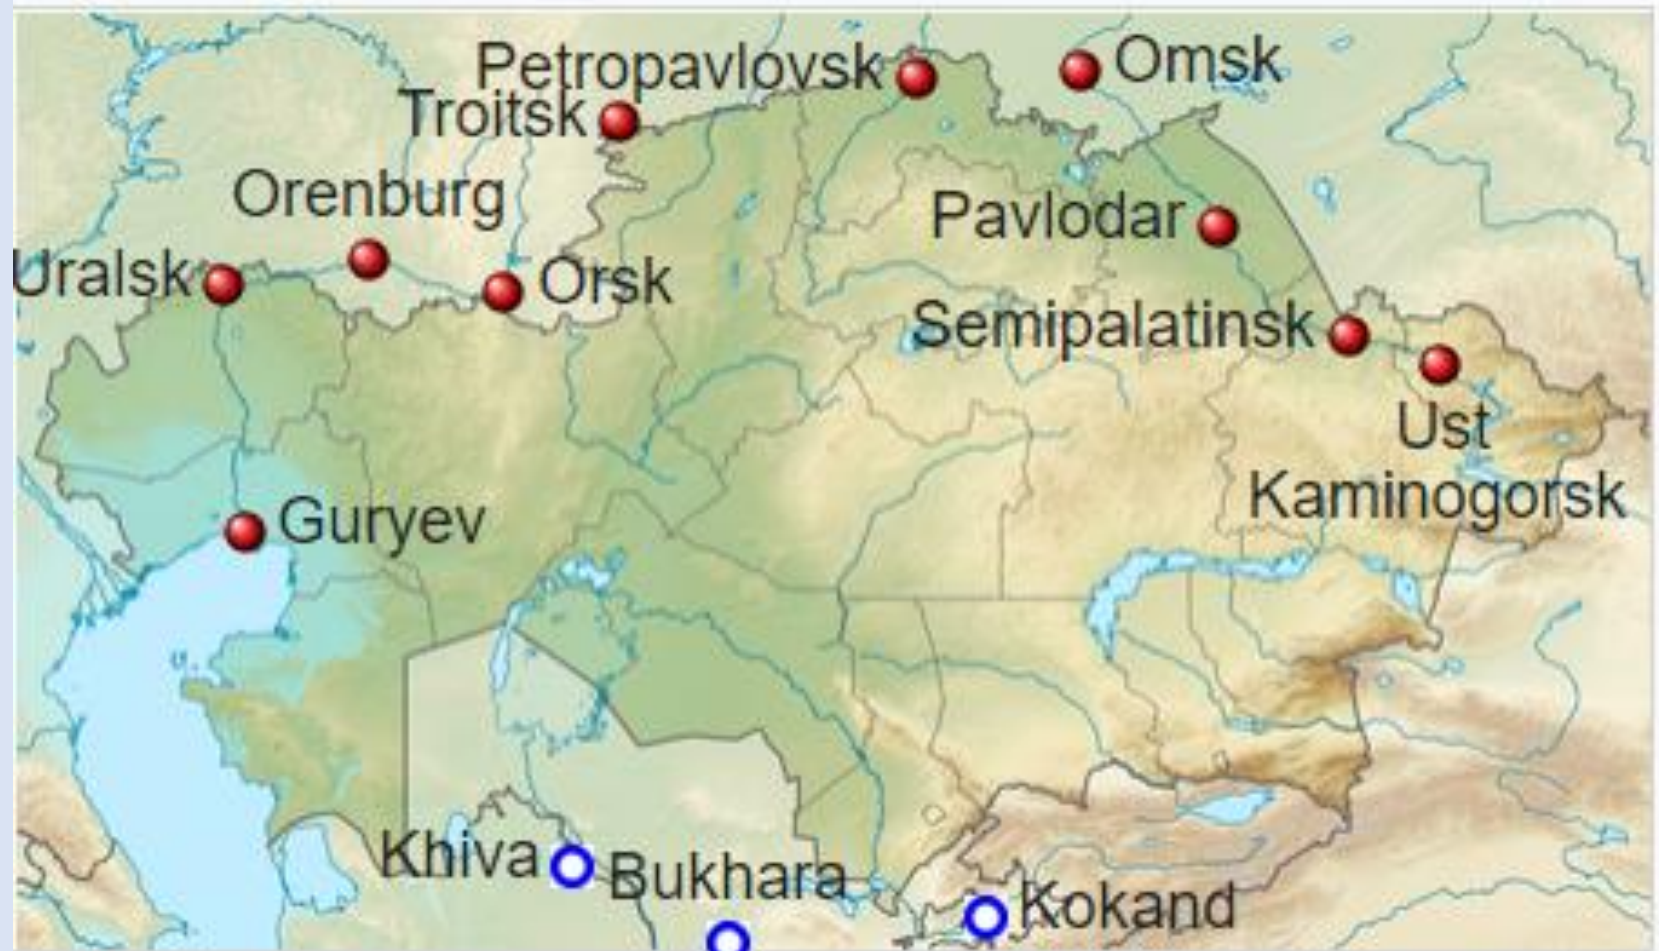 Petropavlovsk
Omsk
Troitsk
Orenburg
Pavlodar
Uralsk
Orsk
Semipalatinsk
Ust
Kaminogorsk
Guryev
Khiva
Bukhara
Kokand